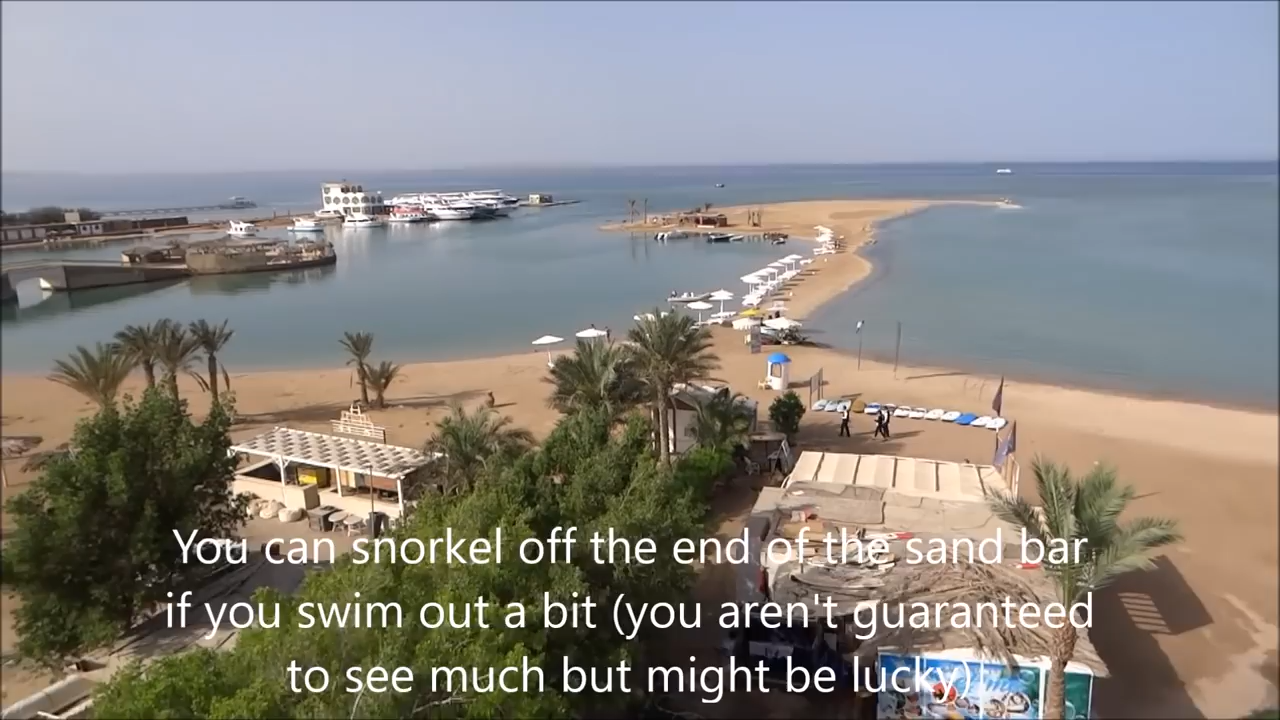 You can snorkel off the end of the sand bar
if you swim out a bit (you aren't guaranteed
to see much but might be lucky)